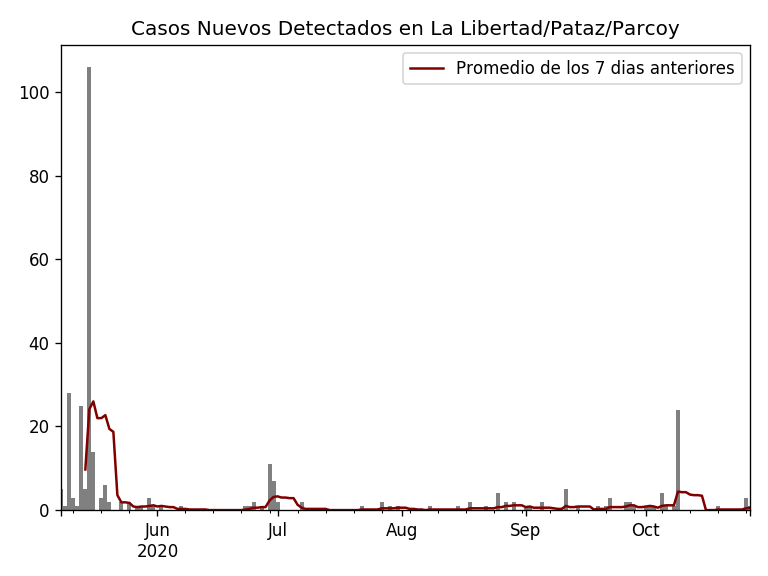 Casos Nuevos Detectados en La Libertad/Pataz/Parcoy
Promedio de los 7 dias anteriores
100
80
60
40
20
0
Jun Jul Aug Sep Oct
2020